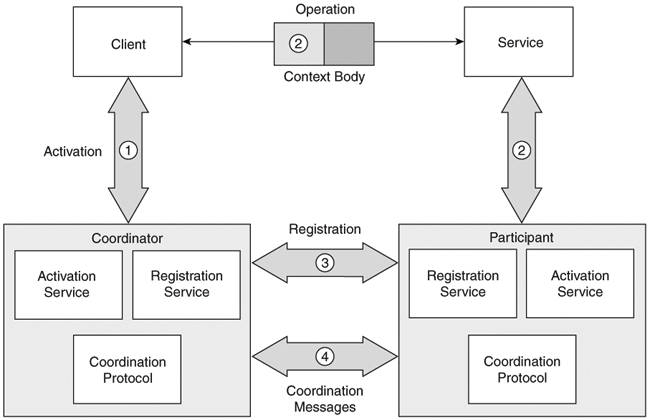 Operation
Client
2
Service
Context Body
Activation
1
2
Coordinator
Registration
Participant
Activation
Service
Registration
Service
3
Registration
Service
Activation
Service
Coordination
Protocol
4
Coordination
Messages
Coordination
Protocol